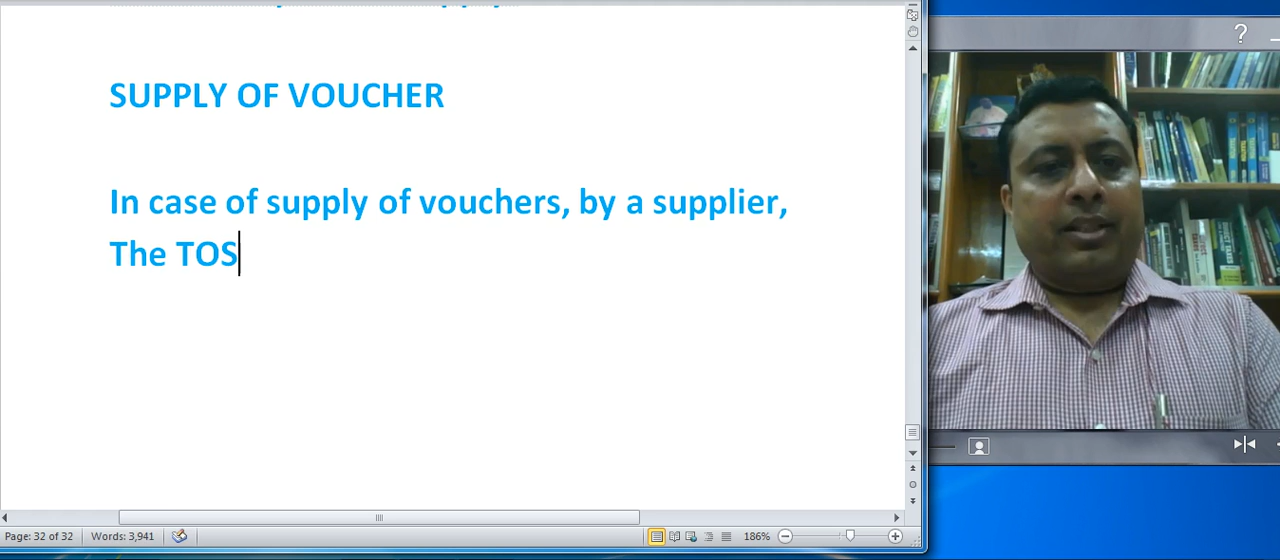 SUPPLY OF VOUCHER
In case of supply of vouchers, by a supplier,
The TOS
Page: 32 of 32 Words: 3,941 186%
?